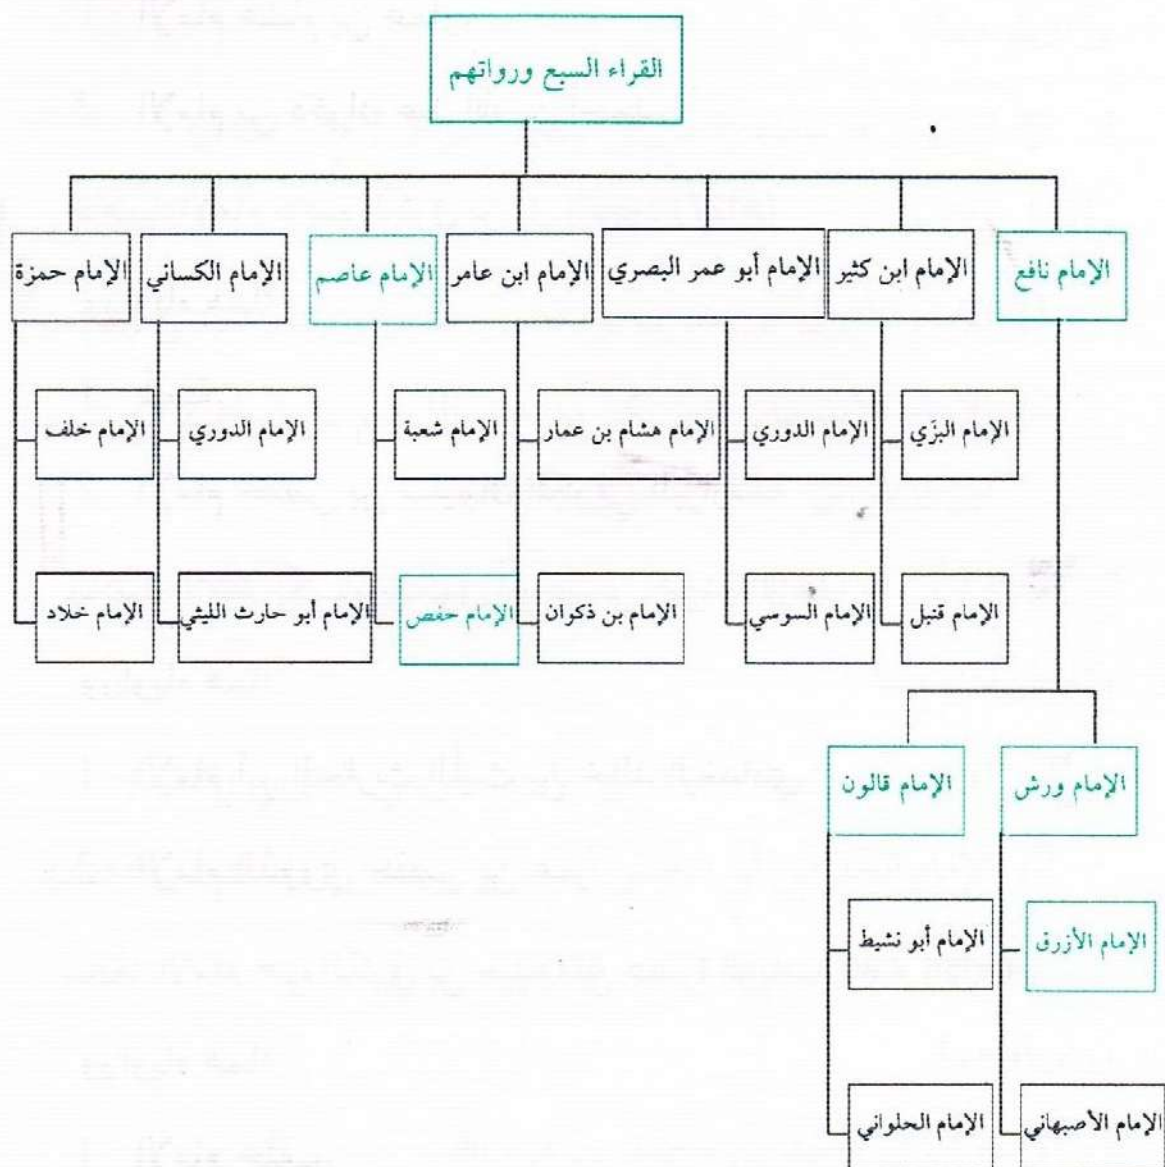 القراء السبع ورواتهم
الإمام نافع
الإمام ابن كثير
الإمام أبو عمر البصري
الإمام ابن عامر
الإمام عاصم
الإمام الكسائي
الإمام حمزة
الإمام البزّي
الإمام الدوري
الإمام هشام بن عمار
الإمام شعبة
الإمام الدوري
الإمام خلف
الإمام قنبل
الإمام السوسي
الإمام بن ذكوان
الإمام حفص
الإمام أبو حارث الليثي
الإمام خلاد
الإمام ورش
الإمام قالون
الإمام الأزرق
الإمام أبو نشيط
الإمام الأصبهاني
الإمام الحلواني